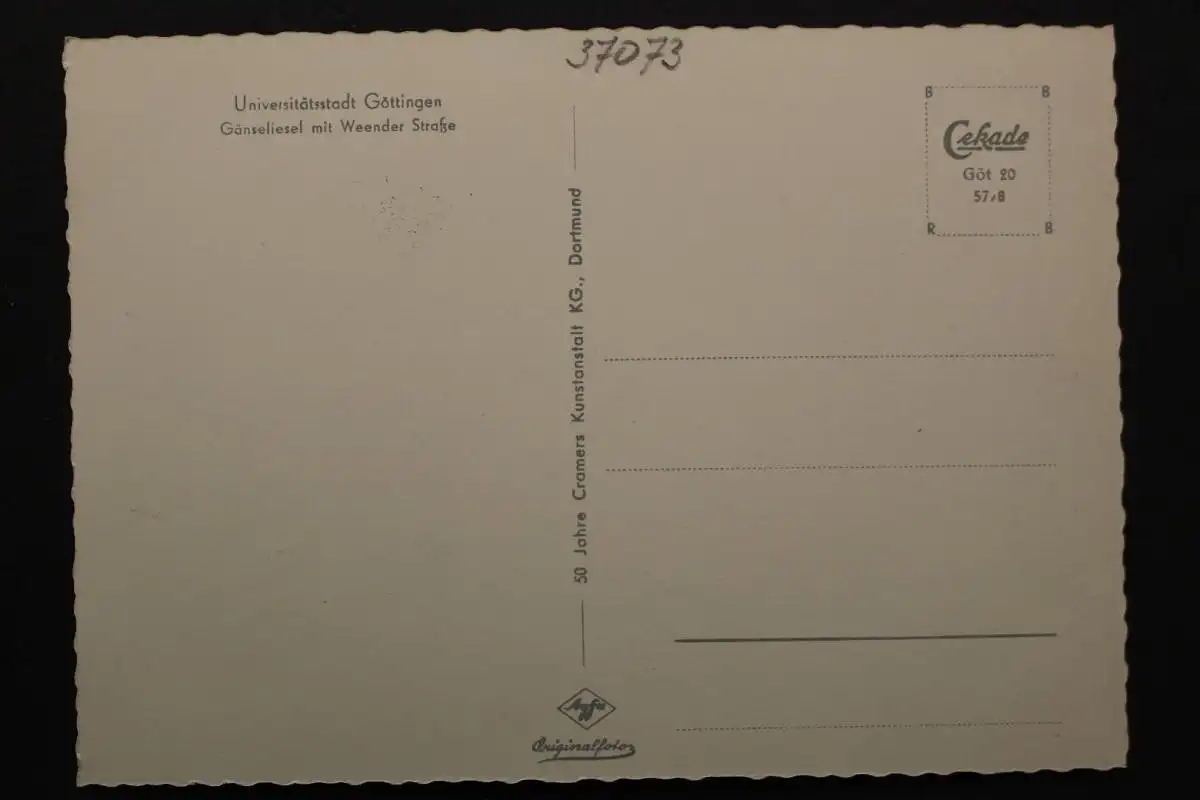 37073
Universitätsstadt Göttingen
Gänseliesel mit Weender Straße
B B
Cekade
Göt 20
57/8
R B
50 Jahre Cramers Kunstanstalt KG., Dortmund
Agfa
Originalfoto